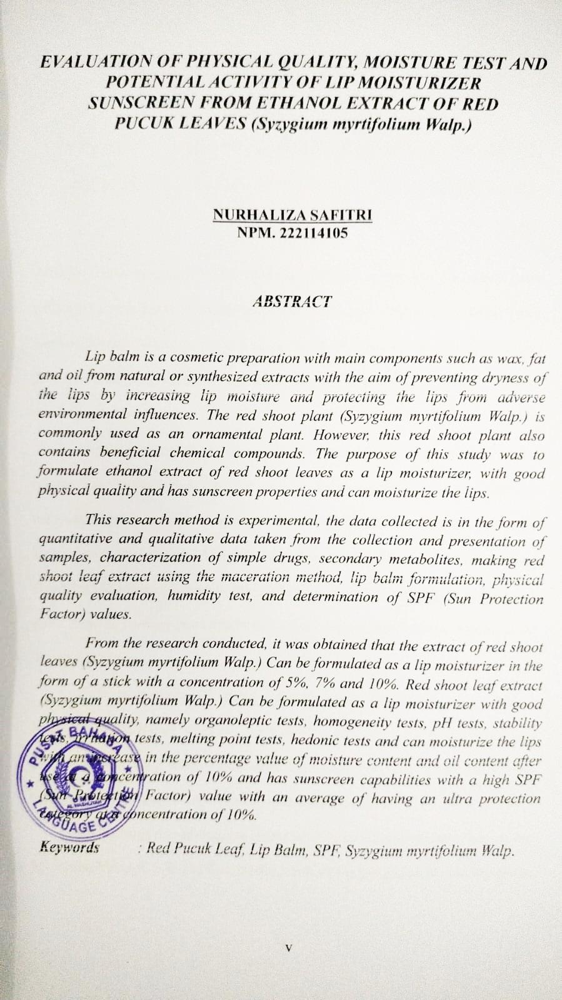 EVALUATION OF PHYSICAL QUALITY, MOISTURE TEST AND
POTENTIAL ACTIVITY OF LIP MOISTURIZER
SUNSCREEN FROM ETHANOL EXTRACT OF RED
PUCUK LEAVES (Syzygium myrtifolium Walp.)
NURHALIZA SAFITRI
NPM. 222114105
ABSTRACT
Lip balm is a cosmetic preparation with main components such as wax, fat
and oil from natural or synthesized extracts with the aim of preventing dryness of
the lips by increasing lip moisture and protecting the lips from adverse
environmental influences. The red shoot plant (Syzygium myrtifolium Walp.) is
commonly used as an ornamental plant. However, this red shoot plant also
contains beneficial chemical compounds. The purpose of this study was to
formulate ethanol extract of red shoot leaves as a lip moisturizer, with good
physical quality and has sunscreen properties and can moisturize the lips.
This research method is experimental, the data collected is in the form of
quantitative and qualitative data taken from the collection and presentation of
samples, characterization of simple drugs, secondary metabolites, making red
shoot leaf extract using the maceration method, lip balm formulation, physical
quality evaluation, humidity test, and determination of SPF (Sun Protection
Factor) values.
From the research conducted, it was obtained that the extract of red shoot
leaves (Syzygium myrtifolium Walp.) Can be formulated as a lip moisturizer in the
form of a stick with a concentration of 5%, 7% and 10%. Red shoot leaf extract
(Syzygium myrtifolium Walp.) Can be formulated as a lip moisturizer with good
physical quality, namely organoleptic tests, homogeneity tests, pH tests, stability
tests, irritation tests, melting point tests, hedonic tests and can moisturize the lips
with an increase in the percentage value of moisture content and oil content after
use at a concentration of 10% and has sunscreen capabilities with a high SPF
(Sun Protection Factor) value with an average of having an ultra protection
category at a concentration of 10%.
PUSAT BAHASA
LANGUAGE CENTRE
Keywords : Red Pucuk Leaf, Lip Balm, SPF, Syzygium myrtifolium Walp.
v